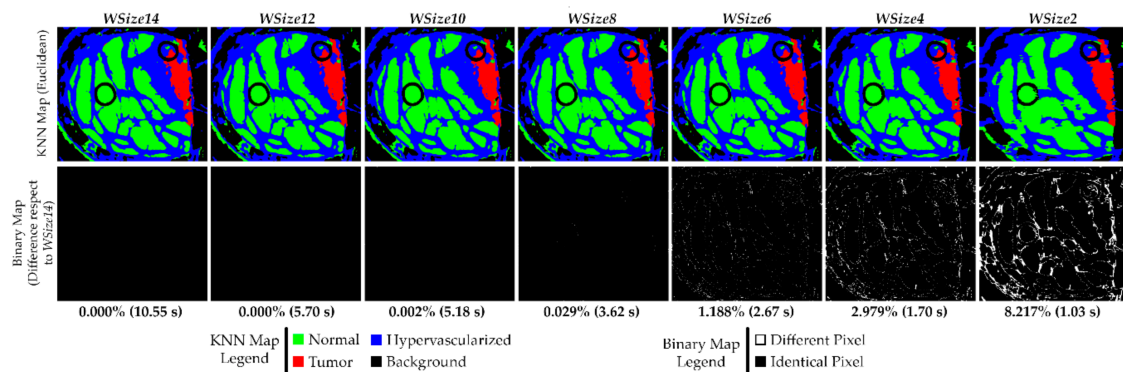 WSize14 WSize12 WSize10 WSize8 WSize6 WSize4 WSize2
KNN Map (Euclidean)
Binary Map
(Difference respect
to WSize14)
0.000% (10.55 s) 0.000% (5.70 s) 0.002% (5.18 s) 0.029% (3.62 s) 1.188% (2.67 s) 2.979% (1.70 s) 8.217% (1.03 s)
KNN Map
Legend
Normal Hypervascularized
Tumor Background
Binary Map
Legend
Different Pixel
Identical Pixel